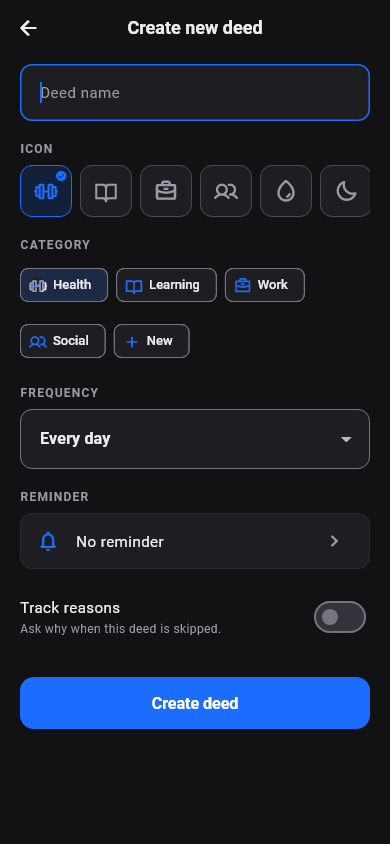 Create new deed
Deed name
ICON
CATEGORY
Health
Learning
Work
Social
New
FREQUENCY
Every day
REMINDER
No reminder
Track reasons
Ask why when this deed is skipped.
Create deed